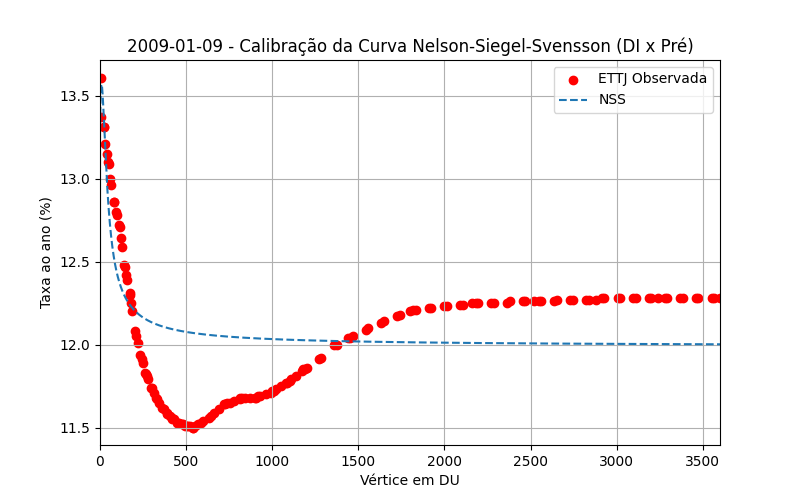 2009-01-09 - Calibração da Curva Nelson-Siegel-Svensson (DI x Pré)
ETTJ Observada
NSS
Taxa ao ano (%)
13.5
13.0
12.5
12.0
11.5
0 500 1000 1500 2000 2500 3000 3500
Vértice em DU